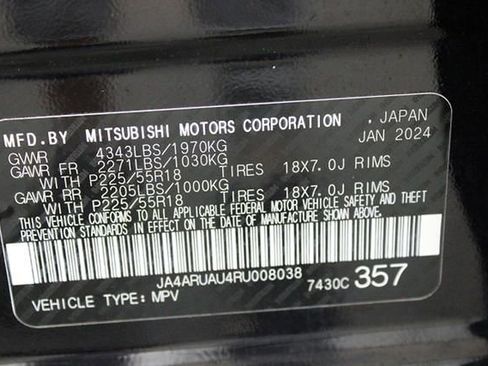 MFD.BY MITSUBISHI MOTORS CORPORATION . JAPAN
GVWR 4343LBS/1970KG JAN 2024
GAWR FR 2271LBS/1030KG
WITH P225/55R18 TIRES 18X7.0J RIMS
GAWR RR 2205LBS/1000KG
WITH P225/55R18 TIRES 18X7.0J RIMS
THIS VEHICLE CONFORMS TO ALL APPLICABLE FEDERAL MOTOR VEHICLE SAFETY AND THEFT
PREVENTION STANDARDS IN EFFECT ON THE DATE OF MANUFACTURE SHOWN ABOVE.
JA4ARUAU4RU008038 7430C 357
VEHICLE TYPE: MPV